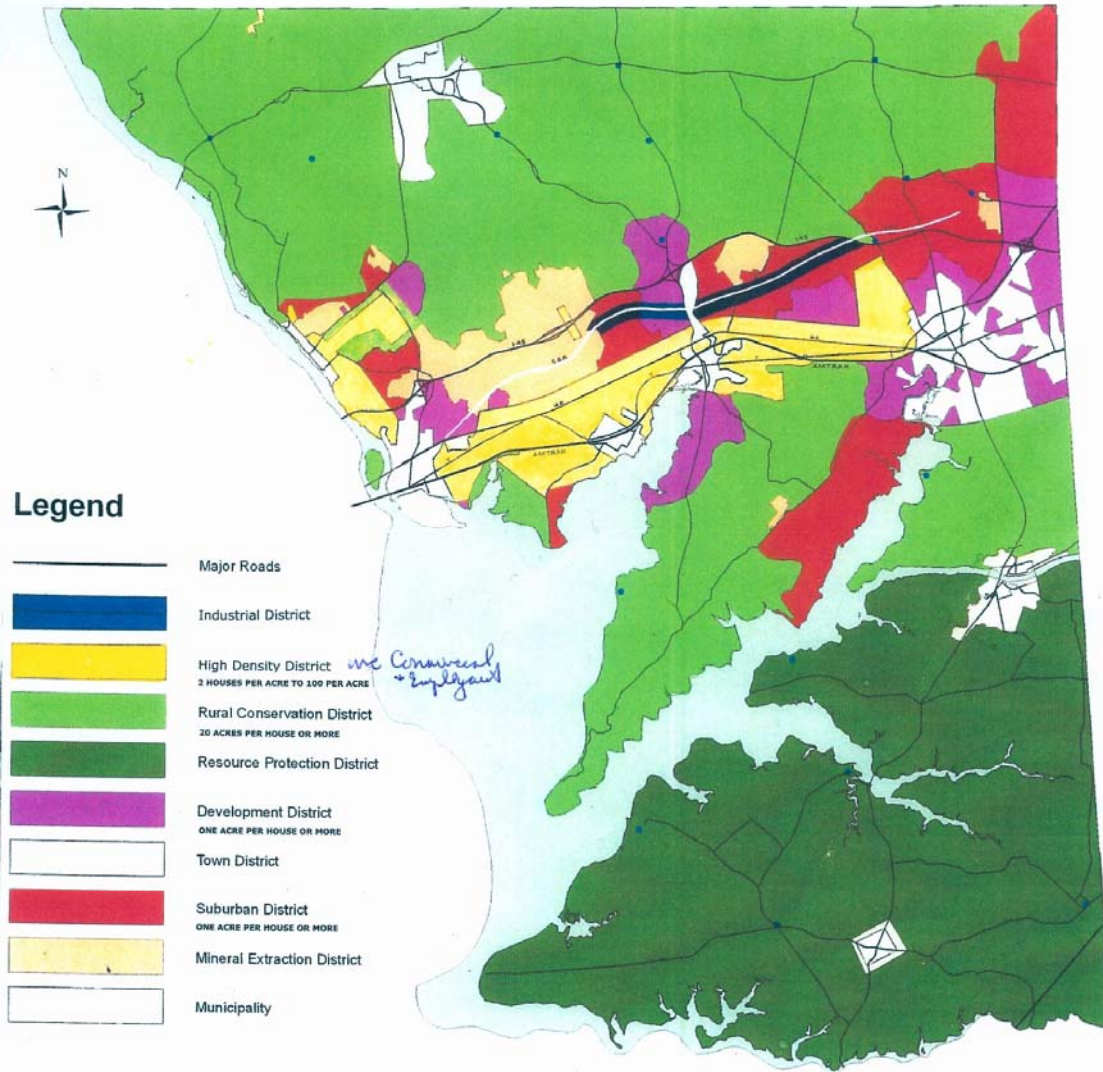 N
AMTRAK
AMTRAK
Legend
Major Roads
Industrial District
High Density District
2 HOUSES PER ACRE TO 100 PER ACRE
Commercial
Rural Conservation District
20 ACRES PER HOUSE OR MORE
Resource Protection District
Development District
ONE ACRE PER HOUSE OR MORE
Town District
Suburban District
ONE ACRE PER HOUSE OR MORE
Mineral Extraction District
Municipality